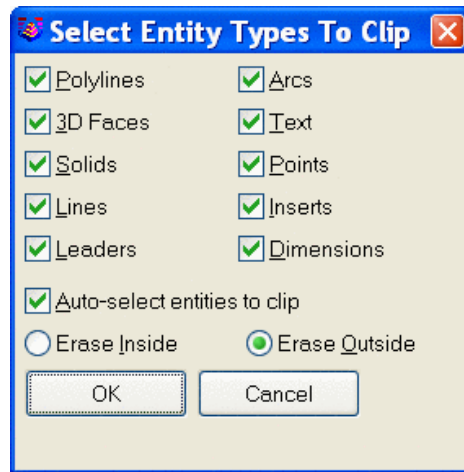 Select Entity Types To Clip
Polylines Arcs
3D Faces Text
Solids Points
Lines Inserts
Leaders Dimensions
Auto-select entities to clip
Erase Inside Erase Outside
OK Cancel